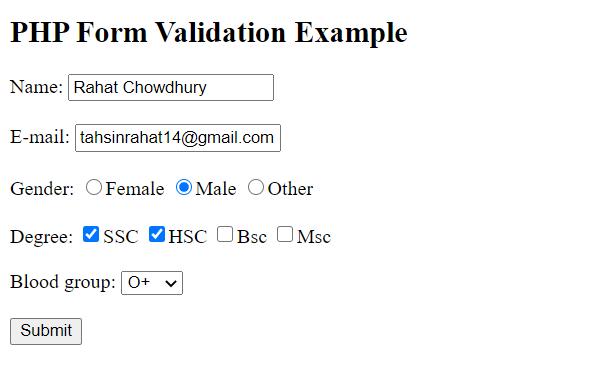 PHP Form Validation Example
Name: Rahat Chowdhury
E-mail: tahsinrahat14@gmail.com
Gender: Female Male Other
Degree: SSC HSC Bsc Msc
Blood group: O+
Submit